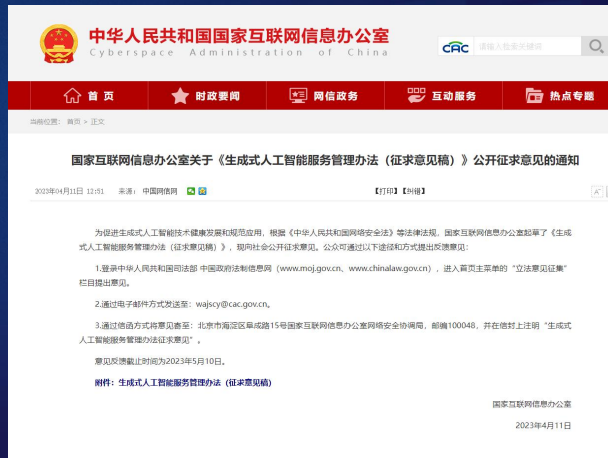 中华人民共和国国家互联网信息办公室
Cyberspace Administration of China
CAC
请输入检索关键词
首 页
时政要闻
网信政务
互动服务
热点专题
当前位置： 首页 > 正文
国家互联网信息办公室关于《生成式人工智能服务管理办法（征求意见稿）》公开征求意见的通知
2023年04月11日 12:51 来源： 中国网信网
【打印】【纠错】
为促进生成式人工智能技术健康发展和规范应用，根据《中华人民共和国网络安全法》等法律法规，国家互联网信息办公室起草了《生成
式人工智能服务管理办法（征求意见稿）》，现向社会公开征求意见。公众可通过以下途径和方式提出反馈意见：
1.登录中华人民共和国司法部 中国政府法制信息网（www.moj.gov.cn、www.chinalaw.gov.cn），进入首页主菜单的“立法意见征集”
栏目提出意见。
2.通过电子邮件方式发送至：wajscy@cac.gov.cn。
3.通过信函方式将意见寄至：北京市海淀区阜成路15号国家互联网信息办公室网络安全协调局，邮编100048，并在信封上注明“生成式
人工智能服务管理办法征求意见”。
意见反馈截止时间为2023年5月10日。
附件：生成式人工智能服务管理办法（征求意见稿）
国家互联网信息办公室
2023年4月11日